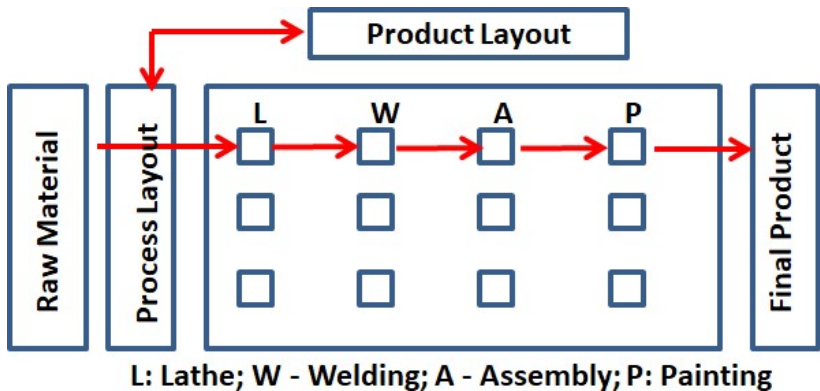 Product Layout
Raw Material
Process Layout
L W A P
Final Product
L: Lathe; W - Welding; A - Assembly; P: Painting